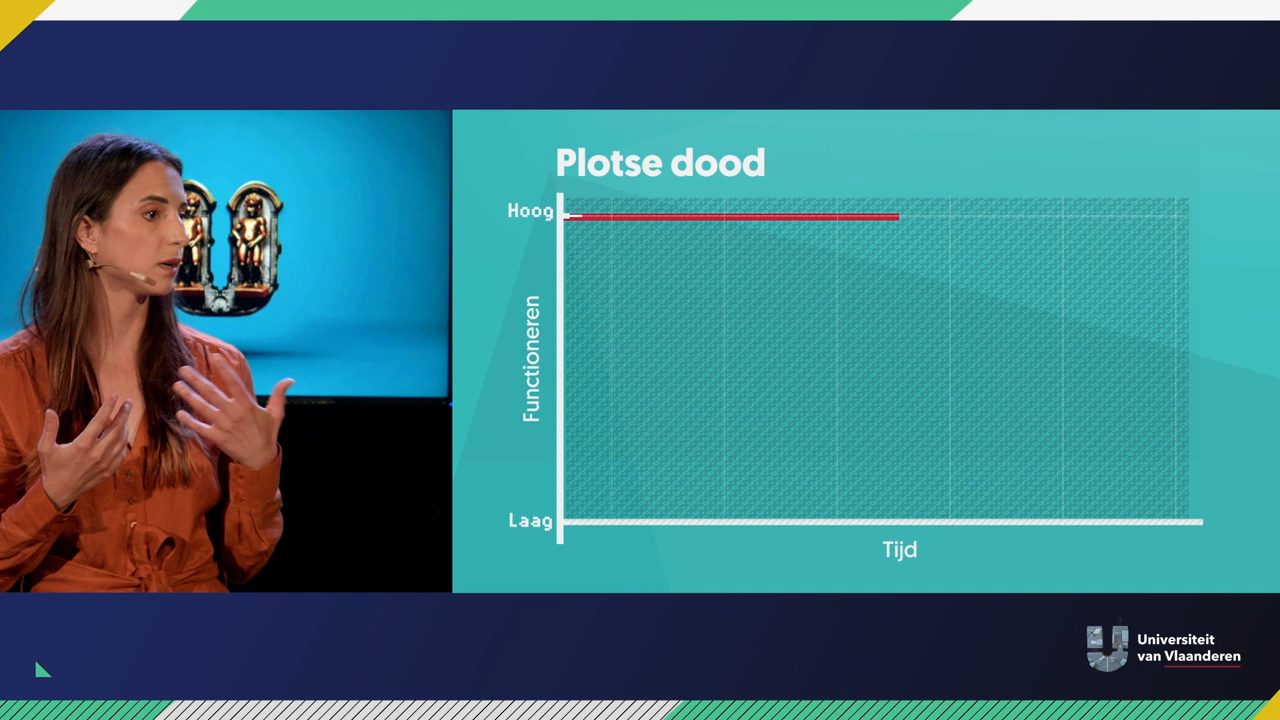 Plotse dood
Hoog
Functioneren
Laag
Tijd
Universiteit
van Vlaanderen